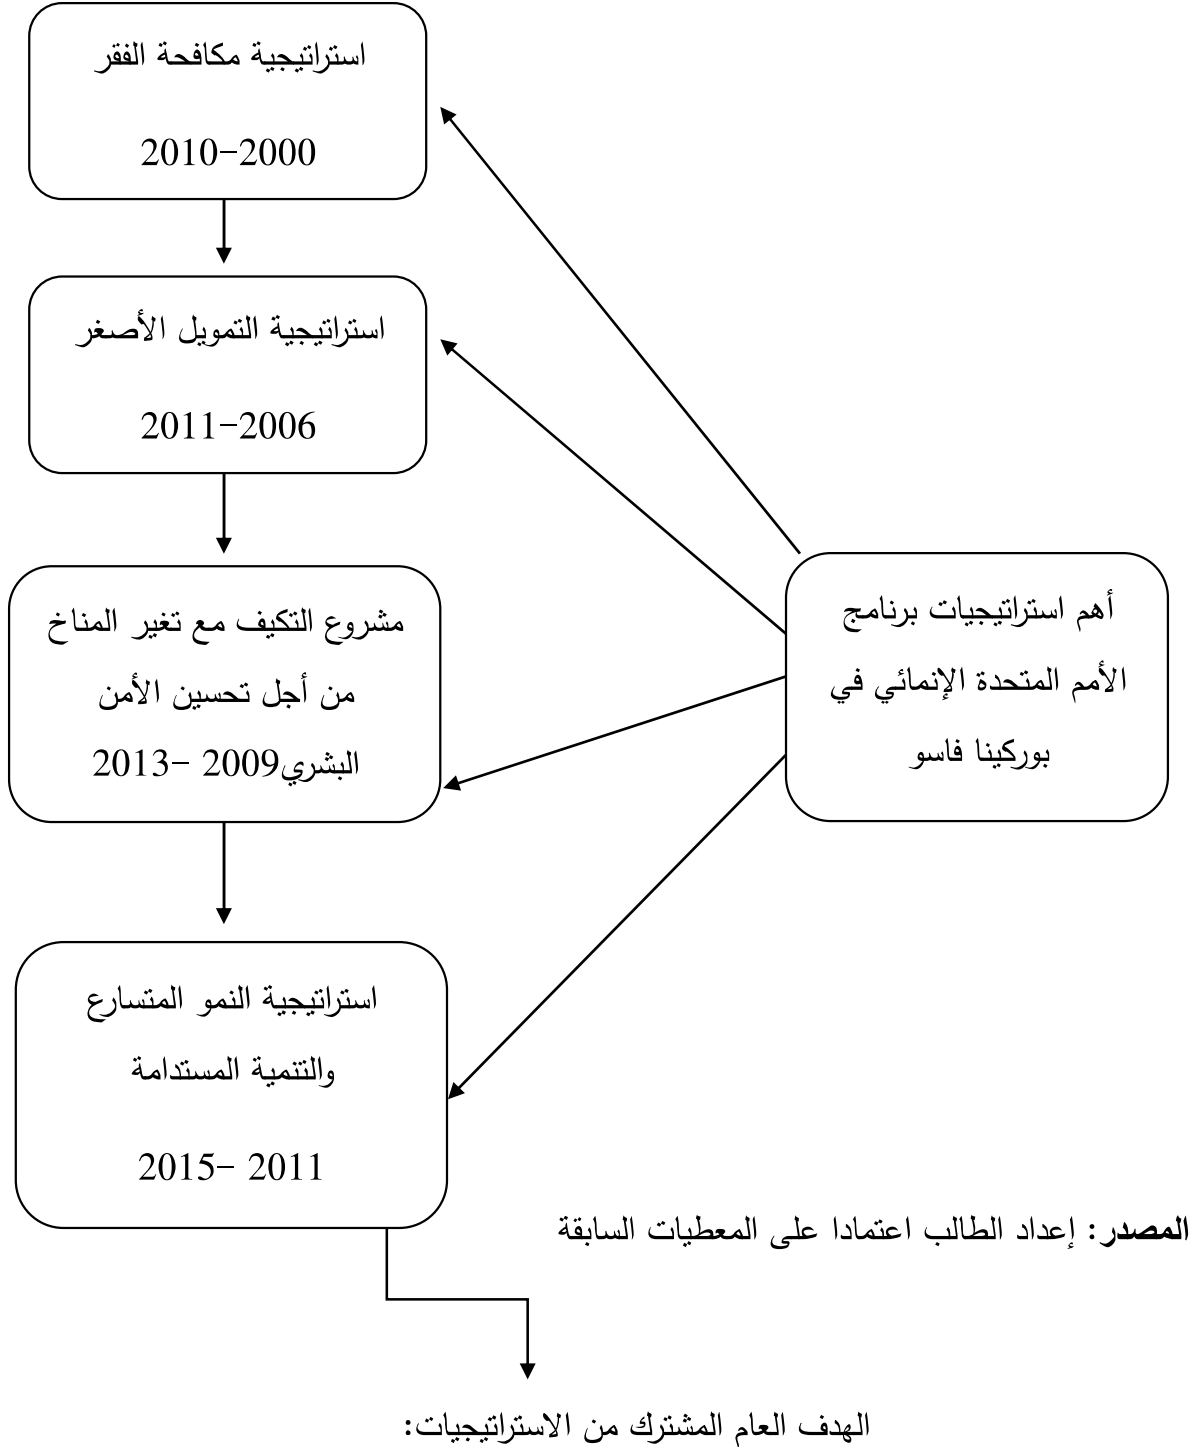 استراتيجية مكافحة الفقر
2000-2010
استراتيجية التمويل الأصغر
2006-2011
مشروع التكيف مع تغير المناخ
من أجل تحسين الأمن
البشري2009 -2013
استراتيجية النمو المتسارع
والتنمية المستدامة
2011 -2015
أهم استراتيجيات برنامج
الأمم المتحدة الإنمائي في
بوركينا فاسو
المصدر: إعداد الطالب اعتمادا على المعطيات السابقة
الهدف العام المشترك من الاستراتيجيات: